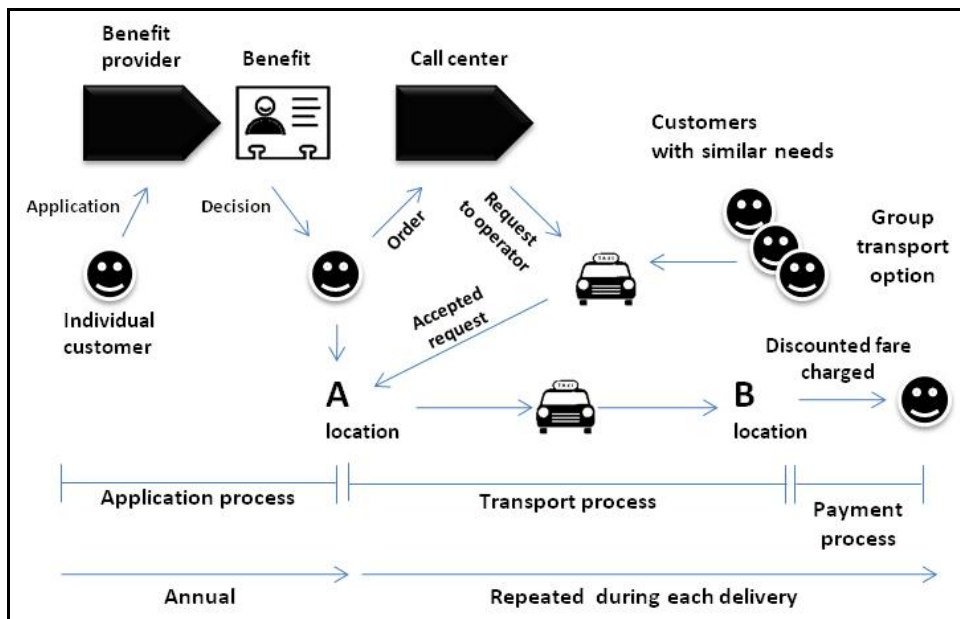 Benefit
provider
Benefit
Call center
Customers
with similar needs
Application
Decision
Order
Request
to operator
Group
transport
option
TAXI
Individual
customer
Accepted
request
Discounted fare
charged
A
location
TAXI
B
location
Application process
Transport process
Payment
process
Annual
Repeated during each delivery